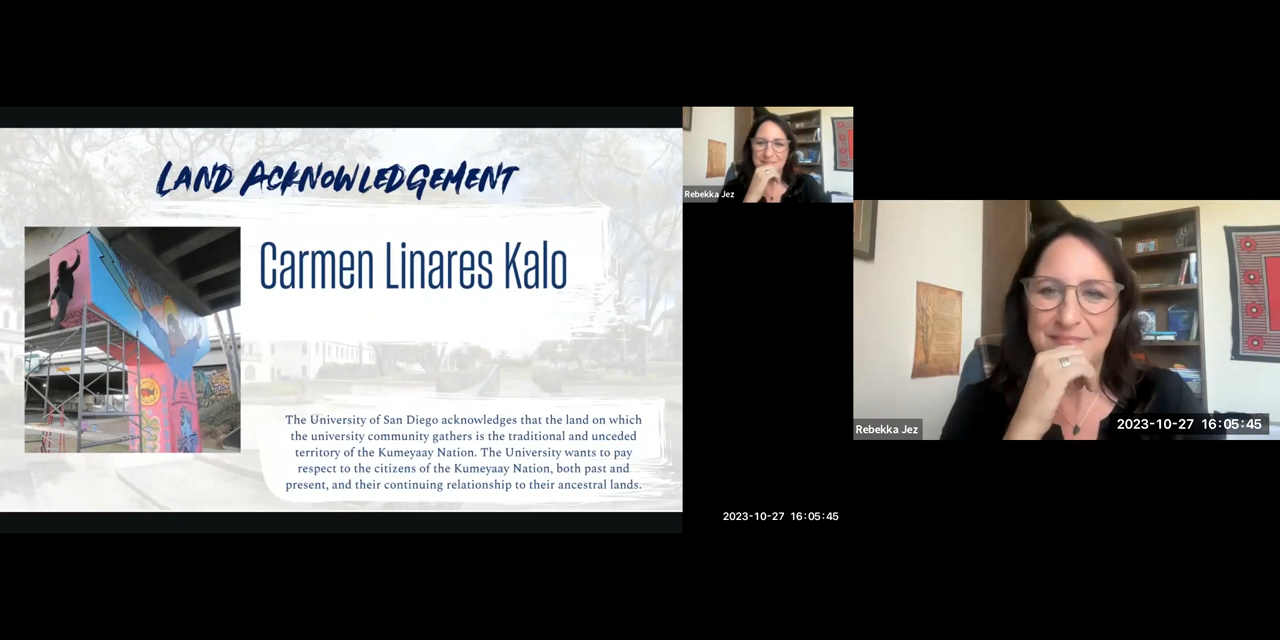 LAND ACKNOWLEDGEMENT
Carmen Linares Kalo
The University of San Diego acknowledges that the land on which
the university community gathers is the traditional and unceded
territory of the Kumeyaay Nation. The University wants to pay
respect to the citizens of the Kumeyaay Nation, both past and
present, and their continuing relationship to their ancestral lands.
Rebekka Jez
2023-10-27 16:05:45
Rebekka Jez
2023-10-27 16:05:45